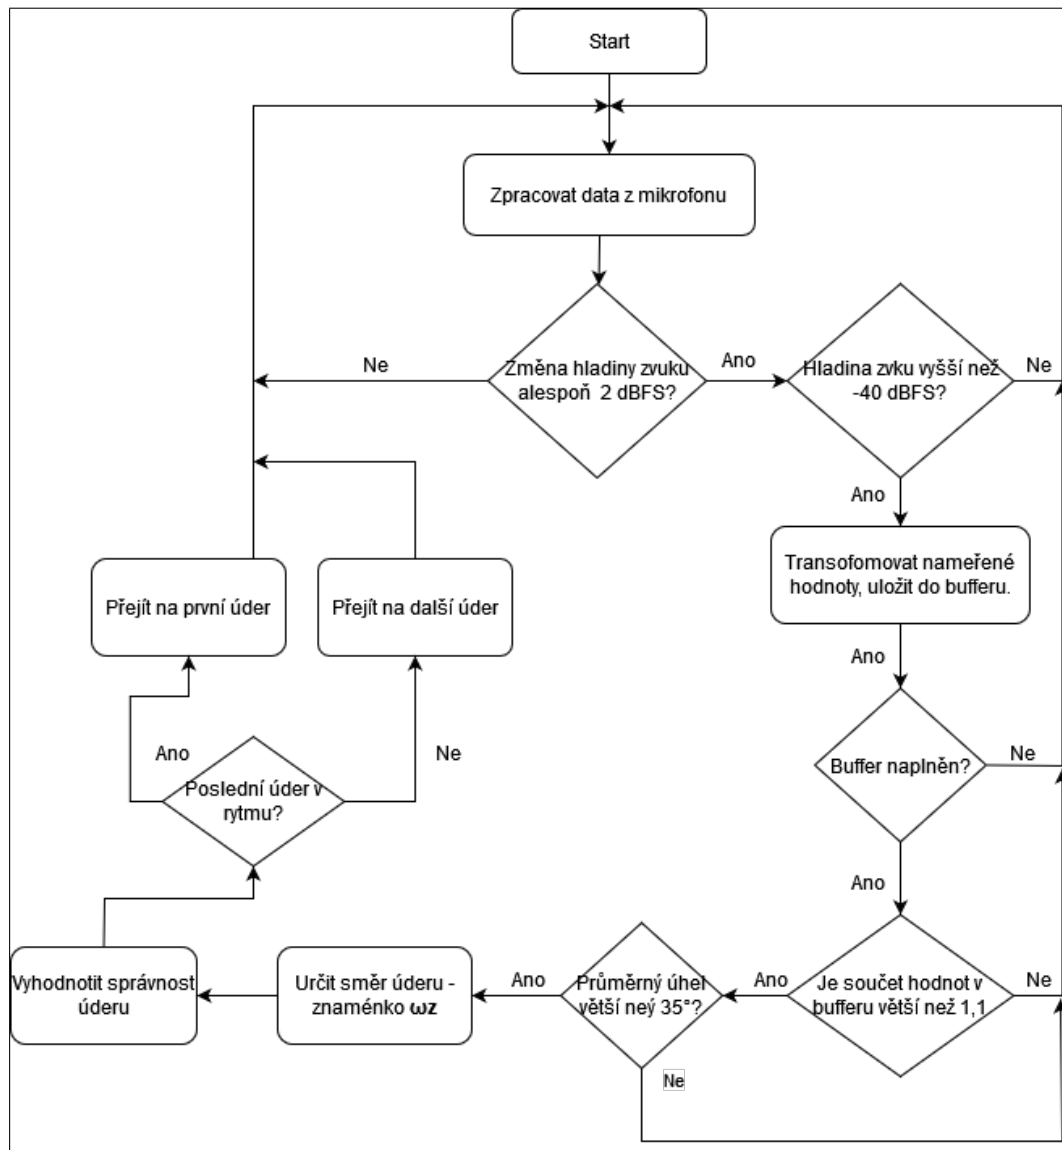 Start
Zpracovat data z mikrofonu
Změna hladiny zvuku
alespoň 2 dBFS?
Ne
Ano
Hladina zvku vyšší než
-40 dBFS?
Ne
Ano
Transofomovat nameřené
hodnoty, uložit do bufferu.
Ano
Buffer naplněn?
Ne
Ano
Je součet hodnot v
bufferu větší než 1,1
Ne
Ano
Průměrný úhel
větší neý 35°?
Ne
Ano
Určit směr úderu -
znaménko ωz
Vyhodnotit správnost
úderu
Poslední úder v
rytmu?
Ano
Ne
Přejít na první úder
Přejít na další úder